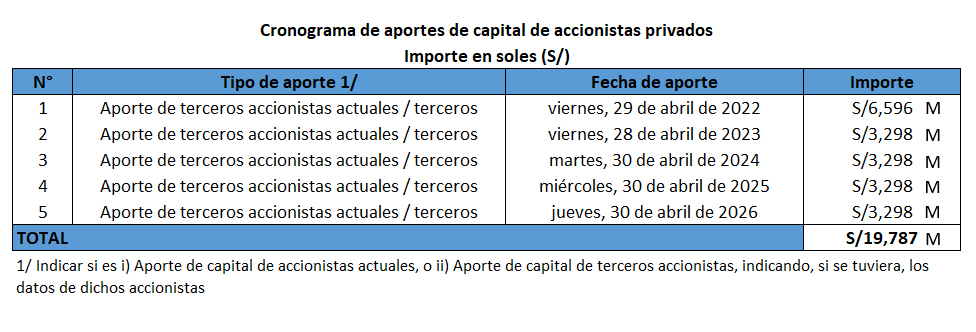 Cronograma de aportes de capital de accionistas privados
Importe en soles (S/)
N° Tipo de aporte 1/ Fecha de aporte Importe
1 Aporte de terceros accionistas actuales / terceros viernes, 29 de abril de 2022 S/6,596 M
2 Aporte de terceros accionistas actuales / terceros viernes, 28 de abril de 2023 S/3,298 M
3 Aporte de terceros accionistas actuales / terceros martes, 30 de abril de 2024 S/3,298 M
4 Aporte de terceros accionistas actuales / terceros miércoles, 30 de abril de 2025 S/3,298 M
5 Aporte de terceros accionistas actuales / terceros jueves, 30 de abril de 2026 S/3,298 M
TOTAL S/19,787 M
1/ Indicar si es i) Aporte de capital de accionistas actuales, o ii) Aporte de capital de terceros accionistas, indicando, si se tuviera, los
datos de dichos accionistas